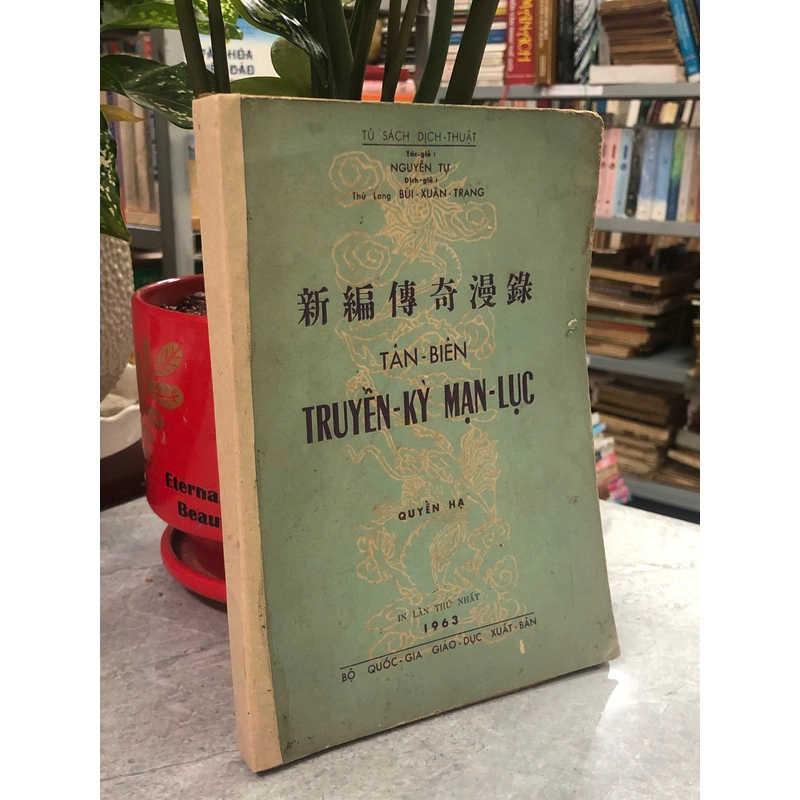 TỦ SÁCH DỊCH-THUẬT
Tác-giả :
NGUYỄN TỰ
Dịch-giả :
Thứ Lang BÙI-XUÂN-TRANG
新編傳奇漫錄
TÂN-BIÊN
TRUYỀN-KỲ MẠN-LỤC
QUYỂN HẠ
IN LẦN THỨ NHẤT
1963
BỘ QUỐC-GIA GIÁO-DỤC XUẤT-BẢN
Eterna
Beau